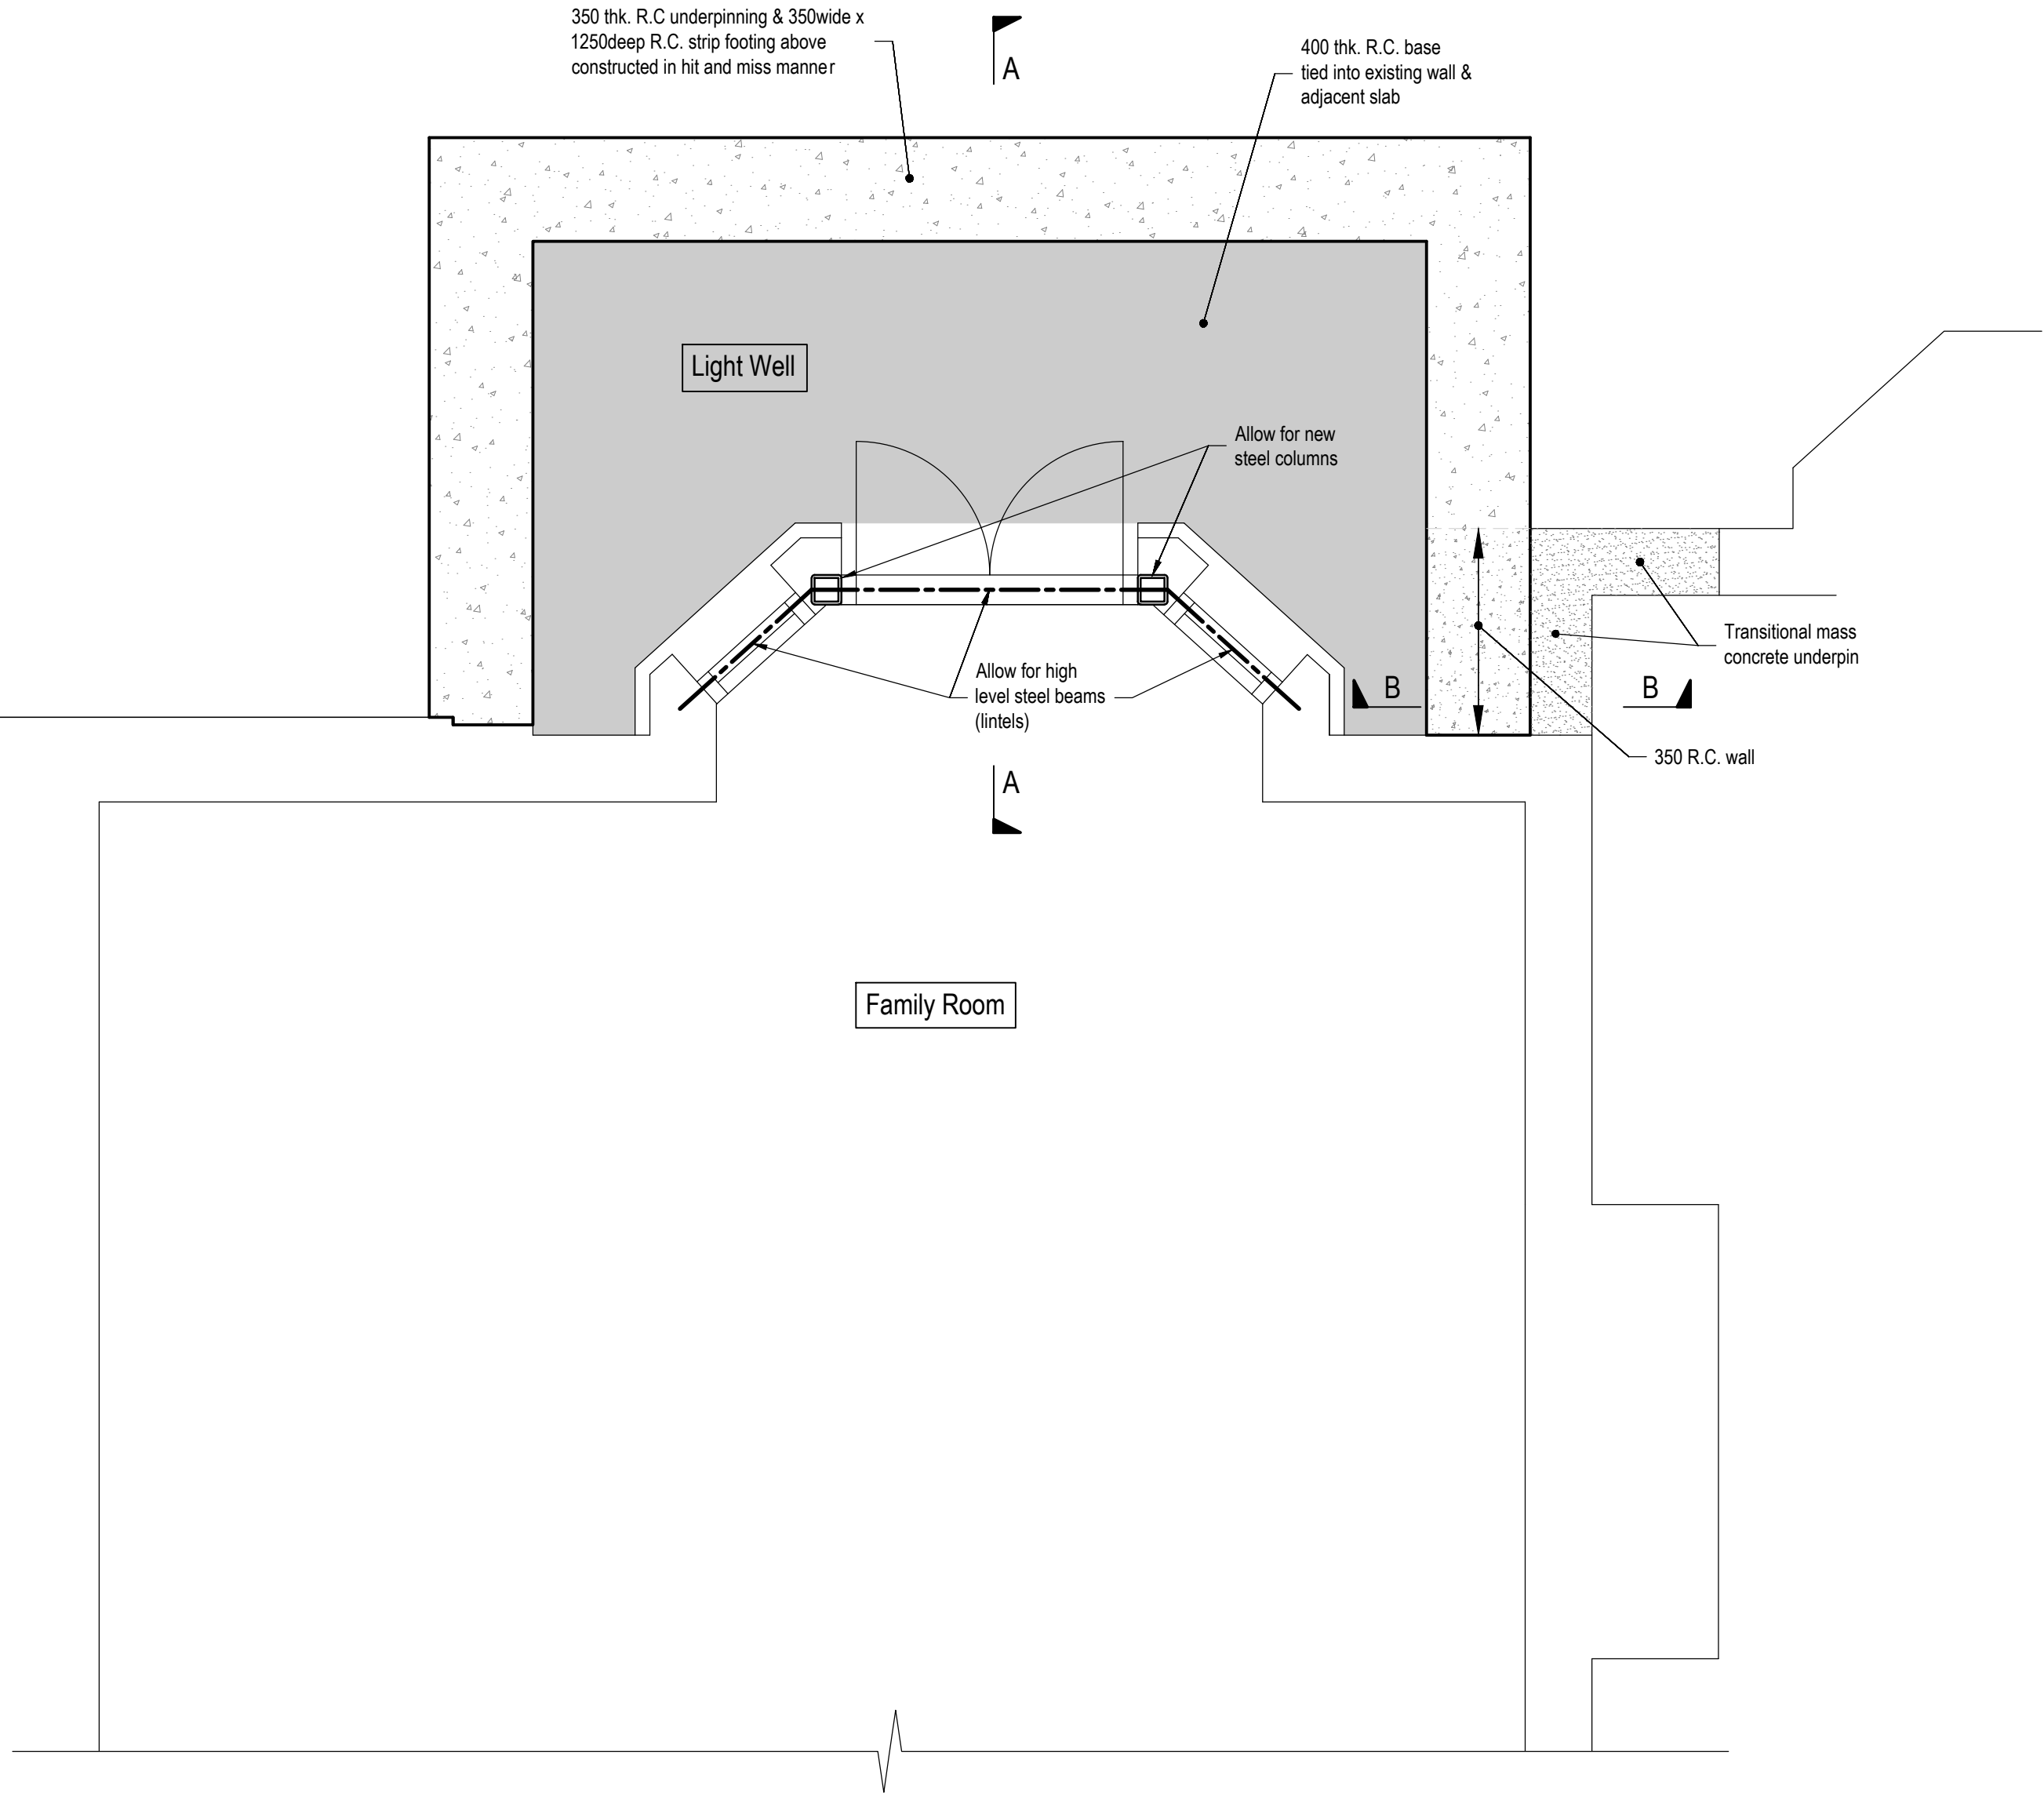 350 thk. R.C underpinning & 350wide x
1250deep R.C. strip footing above
constructed in hit and miss manner
A
400 thk. R.C. base
tied into existing wall &
adjacent slab
Light Well
Allow for new
steel columns
Transitional mass
concrete underpin
Allow for high
level steel beams
(lintels)
B
B
350 R.C. wall
A
Family Room